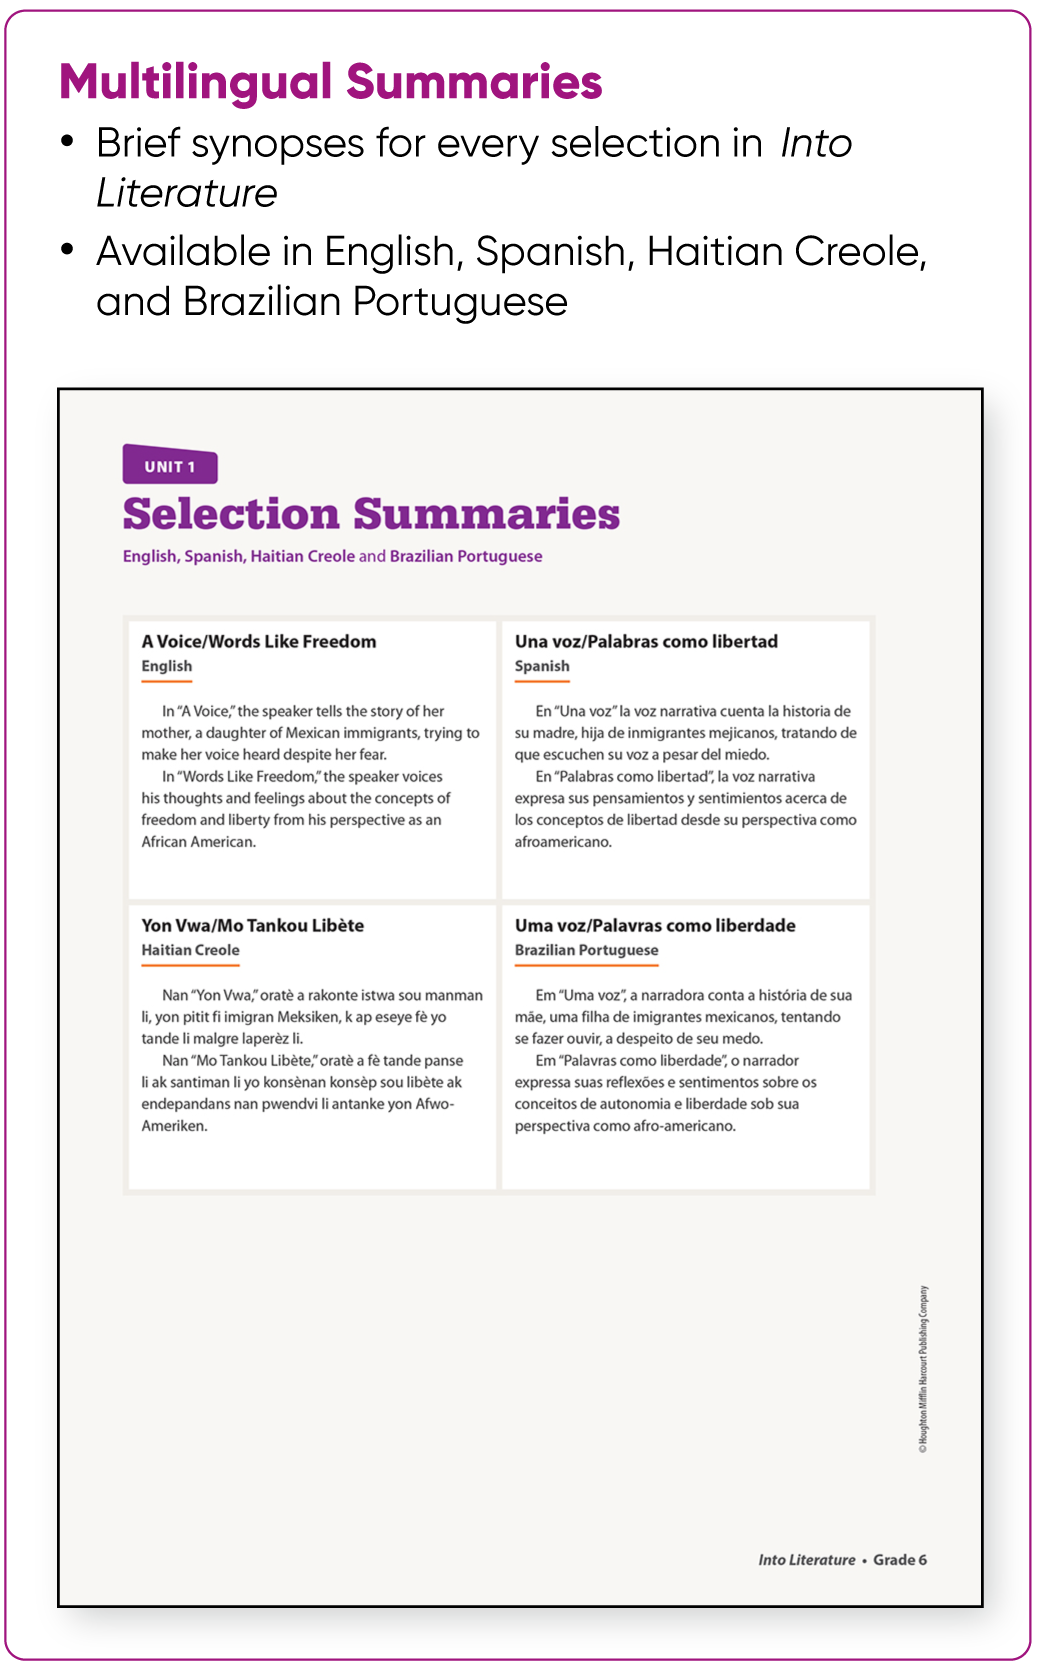 Multilingual Summaries
• Brief synopses for every selection in Into
Literature
• Available in English, Spanish, Haitian Creole,
and Brazilian Portuguese
UNIT 1
Selection Summaries
English, Spanish, Haitian Creole and Brazilian Portuguese
A Voice/Words Like Freedom
English
In “A Voice,” the speaker tells the story of her
mother, a daughter of Mexican immigrants, trying to
make her voice heard despite her fear.
In “Words Like Freedom,” the speaker voices
his thoughts and feelings about the concepts of
freedom and liberty from his perspective as an
African American.
Una voz/Palabras como libertad
Spanish
En “Una voz” la voz narrativa cuenta la historia de
su madre, hija de inmigrantes mejicanos, tratando de
que escuchen su voz a pesar del miedo.
En “Palabras como libertad”, la voz narrativa
expresa sus pensamientos y sentimientos acerca de
los conceptos de libertad desde su perspectiva como
afroamericano.
Yon Vwa/Mo Tankou Libète
Haitian Creole
Nan “Yon Vwa,” oratè a rakonte istwa sou manman
li, yon pitit fi imigran Meksiken, k ap eseye fè yo
tande li malgre laperèz li.
Nan “Mo Tankou Libète,” oratè a fè tande panse
li ak santiman li yo konsènan konsèp sou libète ak
endepandans nan pwendvi li antanke yon Afwo-
Ameriken.
Uma voz/Palavras como liberdade
Brazilian Portuguese
Em “Uma voz”, a narradora conta a história de sua
mãe, uma filha de imigrantes mexicanos, tentando
se fazer ouvir, a despeito de seu medo.
Em “Palavras como liberdade”, o narrador
expressa suas reflexões e sentimentos sobre os
conceitos de autonomia e liberdade sob sua
perspectiva como afro-americano.
© Houghton Mifflin Harcourt Publishing Company
Into Literature • Grade 6